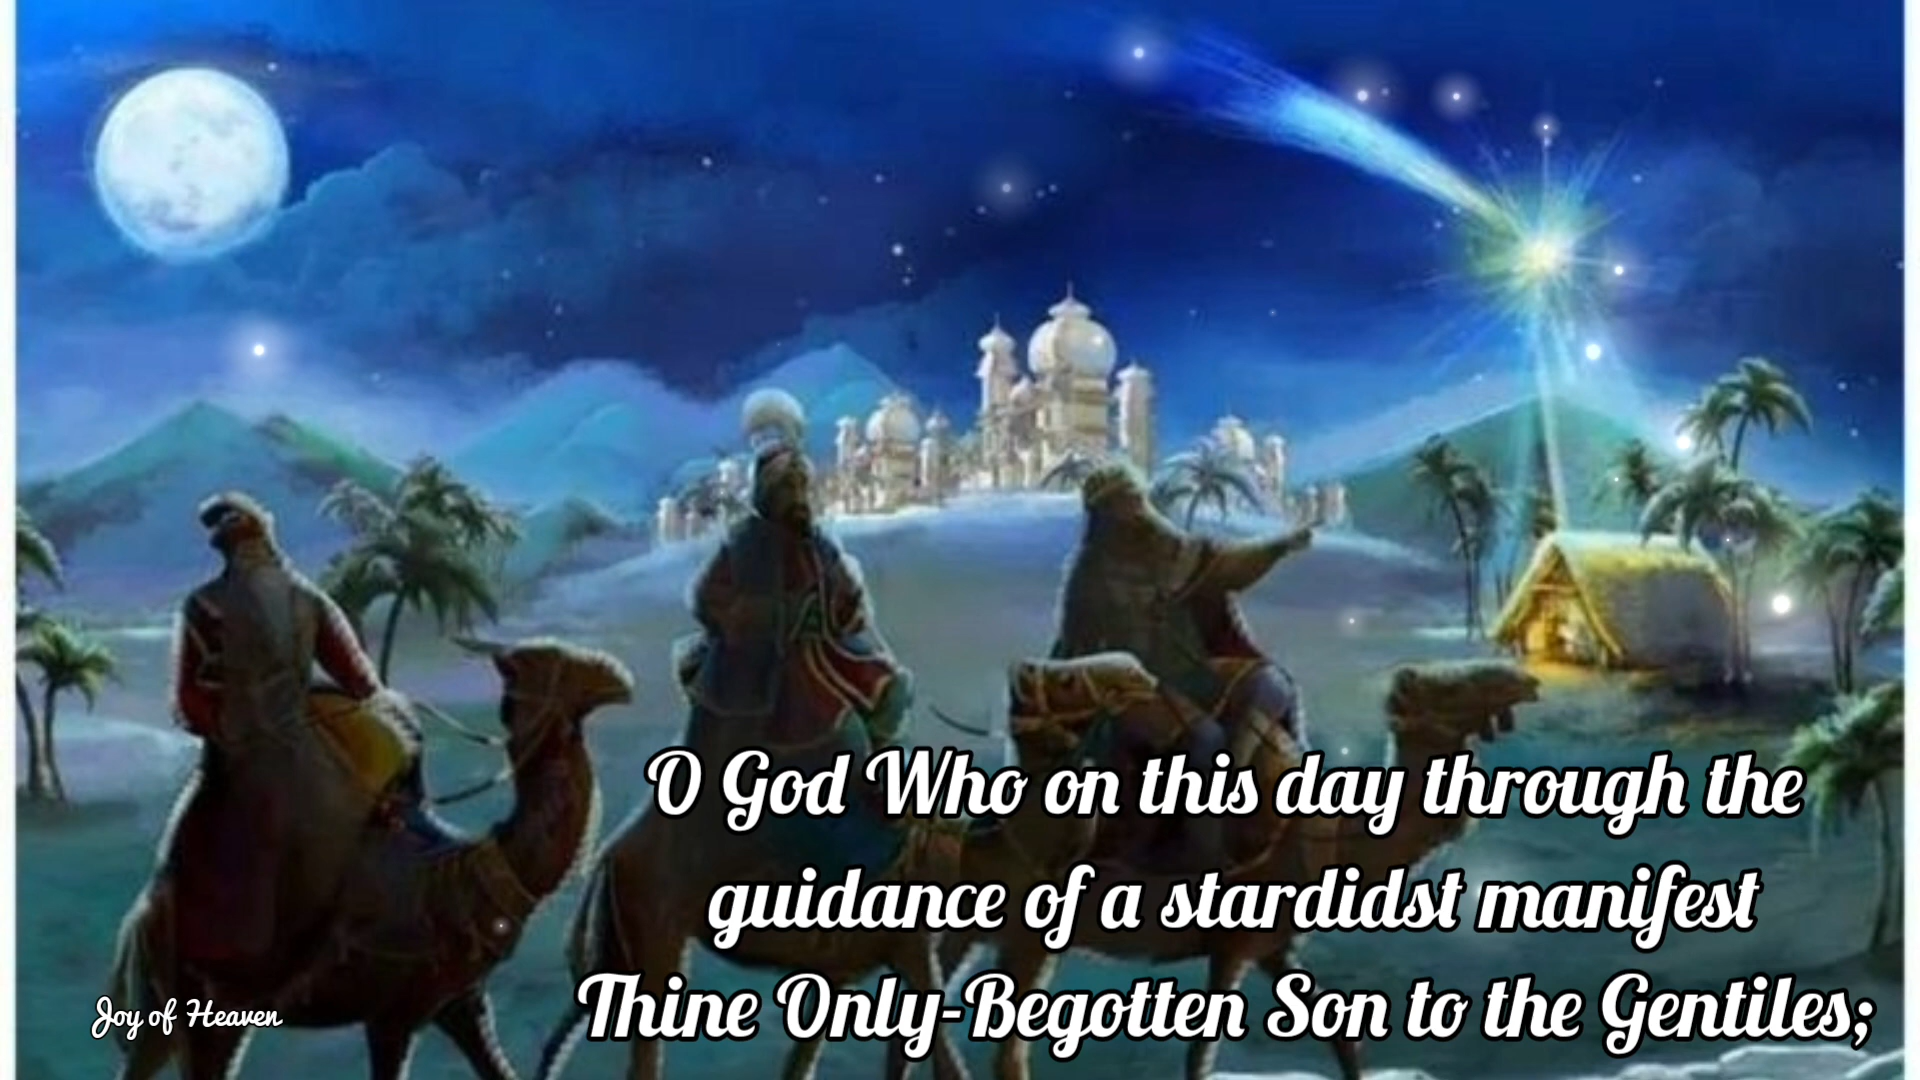 O God Who on this day through the
guidance of a stardidst manifest
Thine Only-Begotten Son to the Gentiles;
Joy of Heaven